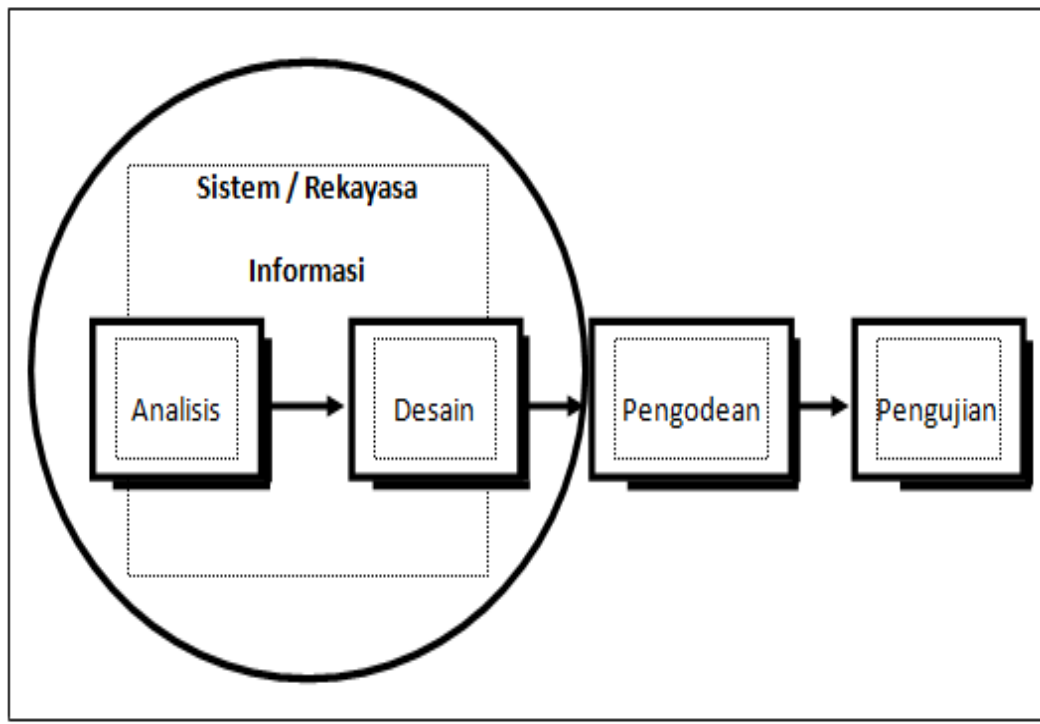 Sistem / Rekayasa
Informasi
Analisis
Desain
Pengodean
Pengujian